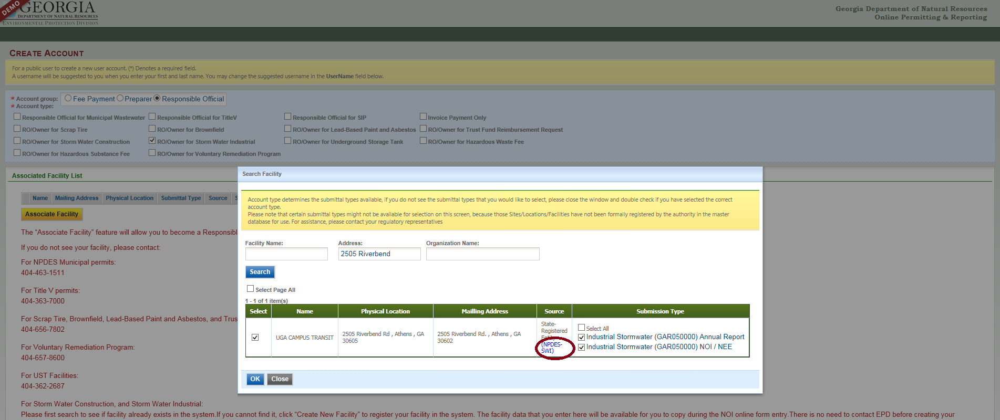 DEMO
GEORGIA
DEPARTMENT OF NATURAL RESOURCES
ENVIRONMENTAL PROTECTION DIVISION
Georgia Department of Natural Resources
Online Permitting & Reporting
CREATE ACCOUNT
For a public user to create a new user account. (*) Denotes a required field.
A username will be suggested to you when you enter your first and last name. You may change the suggested username in the UserName field below.
* Account group: Fee Payment Preparer Responsible Official
* Account type:
Responsible Official for Municipal Wastewater Responsible Official for TitleV Responsible Official for SIP Invoice Payment Only
RO/Owner for Scrap Tire RO/Owner for Brownfield RO/Owner for Lead-Based Paint and Asbestos RO/Owner for Trust Fund Reimbursement Request
RO/Owner for Storm Water Construction RO/Owner for Storm Water Industrial RO/Owner for Underground Storage Tank RO/Owner for Hazardous Waste Fee
RO/Owner for Hazardous Substance Fee RO/Owner for Voluntary Remediation Program
Associated Facility List
Name Mailing Address Physical Location Submittal Type Source S
Associate Facility
The “Associate Facility” feature will allow you to become a Responsibl
If you do not see your facility, please contact:
For NPDES Municipal permits:
404-463-1511
For Title V permits:
404-363-7000
For Scrap Tire, Brownfield, Lead-Based Paint and Asbestos, and Trus
404-656-7802
For Voluntary Remediation Program:
404-657-8600
For UST Facilities:
404-362-2687
For Storm Water Construction, and Storm Water Industrial:
Please first search to see if facility already exists in the system.If you cannot find it, click “Create New Facility” to register your facility in the system. The facility data that you enter here will be available for you to copy during the NOI online form entry.There is no need to contact EPD before creating your
Search Facility
Account type determines the submittal types available, if you do not see the submittal types that you would like to select, please close the window and double check if you have selected the correct
account type.
Please note that certain submittal types might not be available for selection on this screen, because those Sites/Locations/Facilities have not been formally registered by the authority in the master
database for use. For assistance, please contact your regulatory representatives
Facility Name: Address: Organization Name:
2505 Riverbend
Search
Select Page All
1 - 1 of 1 item(s)
Select Name Physical Location Mailling Address Source Submission Type
UGA CAMPUS TRANSIT
2505 Riverbend Rd , Athens , GA
30605
2505 Riverbend Rd. , Athens , GA
30602
State-
Registered
(NPDES-
SWI)
Select All
Industrial Stormwater (GAR050000) Annual Report
Industrial Stormwater (GAR050000) NOI / NEE
OK Close